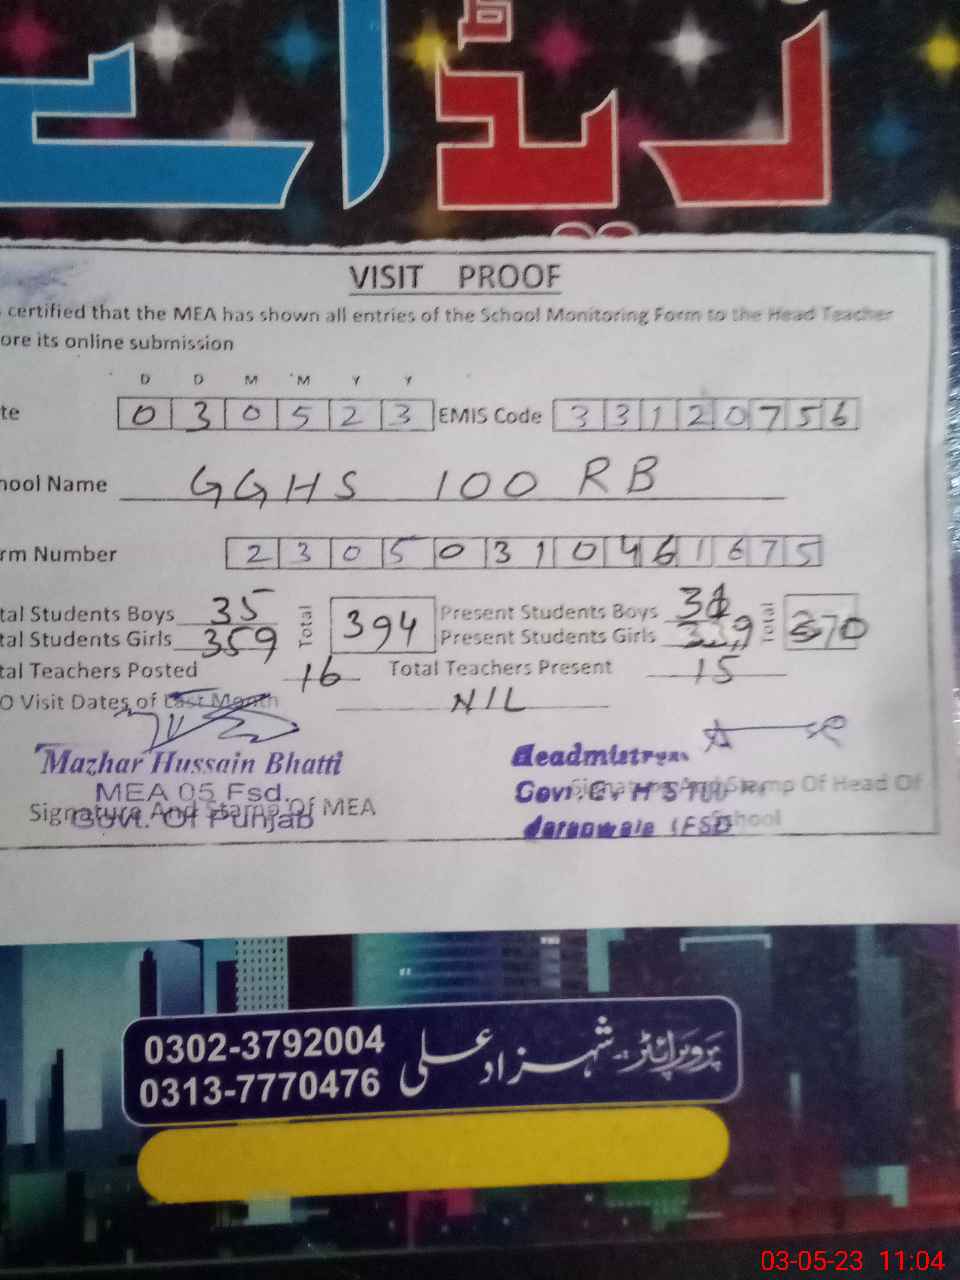 VISIT PROOF
certified that the MEA has shown all entries of the School Monitoring Form to the Head Teacher
ore its online submission
D D M M Y Y
te 0 3 0 5 2 3 EMIS Code 3 3 1 2 0 7 5 6
hool Name GGHS 100 RB
rm Number 2 3 0 5 0 3 1 0 4 6 1 6 7 5
tal Students Boys 35 Total 394 Present Students Boys Total 370
tal Students Girls 359 Present Students Girls 339
tal Teachers Posted 16 Total Teachers Present 15
O Visit Dates of Last Month NIL
Mazhar Hussain Bhatti
MEA 05 Fsd.
Govt. Of Punjab
Signature And Stamp Of MEA
Signature And Stamp Of Head Of
School
0302-3792004
0313-7770476
پروپرائٹر:۔ شہزاد علی
03-05-23 11:04